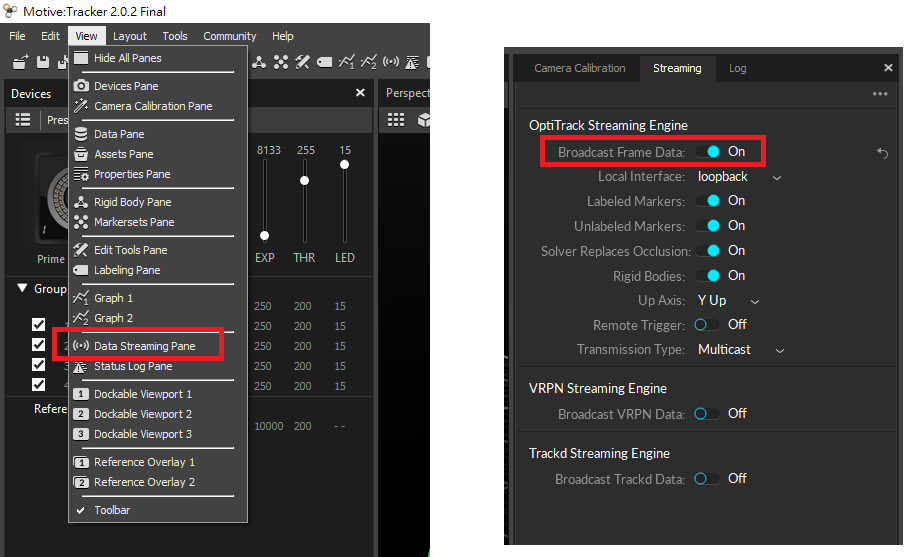 Motive:Tracker 2.0.2 Final
File Edit View Layout Tools Community Help
Hide All Panes
Devices
Devices Pane
Perspect
Camera Calibration Pane
Pres
Data Pane
Assets Pane
Properties Pane
8133 255 15
Rigid Body Pane
Markersets Pane
Edit Tools Pane
Prime
EXP THR LED
Labeling Pane
Group
Graph 1
250 200 15
Graph 2
250 200 15
Data Streaming Pane
250 200 15
Status Log Pane
250 200 15
250 200 15
Dockable Viewport 1
Refere
Dockable Viewport 2
10000 200 --
Dockable Viewport 3
Reference Overlay 1
Reference Overlay 2
Toolbar
Camera Calibration Streaming Log
OptiTrack Streaming Engine
Broadcast Frame Data: On
Local Interface: loopback
Labeled Markers: On
Unlabeled Markers: On
Solver Replaces Occlusion: On
Rigid Bodies: On
Up Axis: Y Up
Remote Trigger: Off
Transmission Type: Multicast
VRPN Streaming Engine
Broadcast VRPN Data: Off
Trackd Streaming Engine
Broadcast Trackd Data: Off